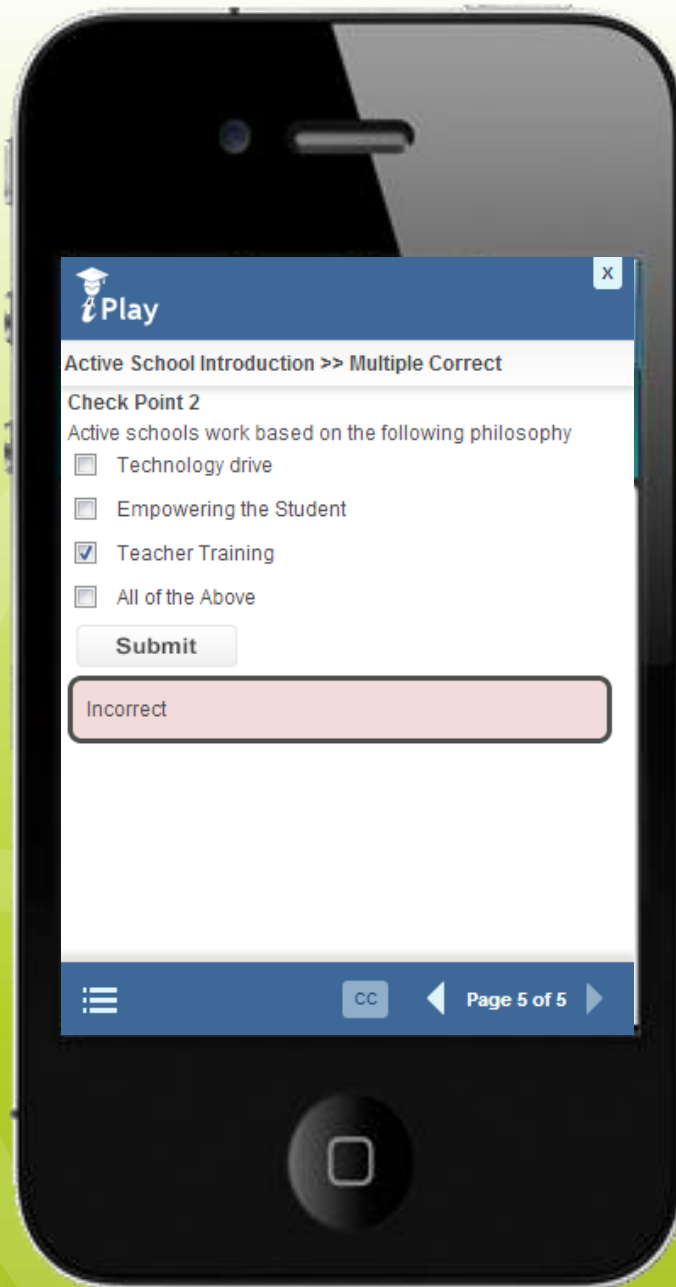 iPlay
X
Active School Introduction >> Multiple Correct
Check Point 2
Active schools work based on the following philosophy
Technology drive
Empowering the Student
Teacher Training
All of the Above
Submit
Incorrect
CC
Page 5 of 5